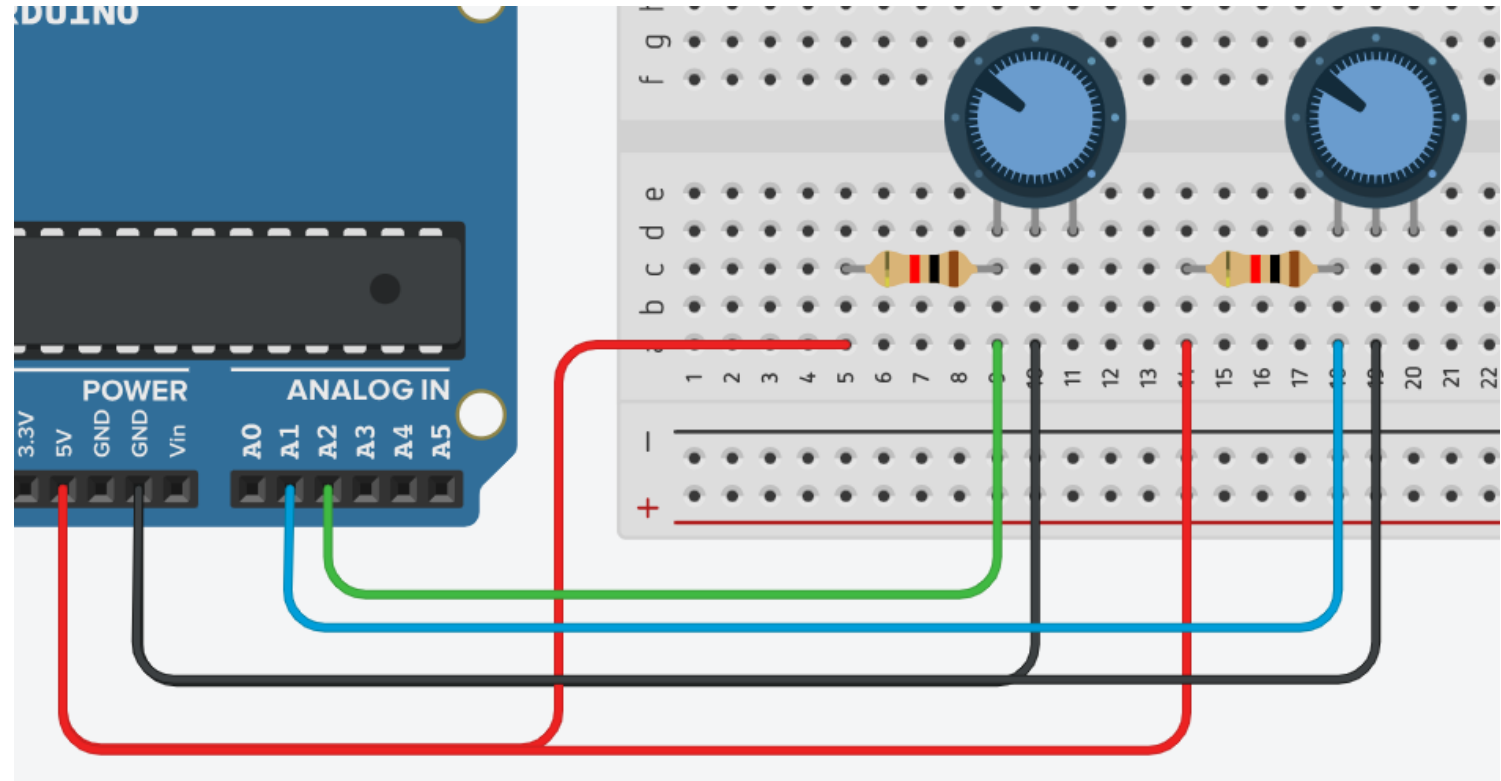 RDUINO
g
f
e
d
c
b
a
1 2 3 4 5 6 7 8 9 10 11 12 13 14 15 16 17 18 19 20 21 22
POWER
ANALOG IN
3.3V 5V GND GND Vin
A0 A1 A2 A3 A4 A5
−
+